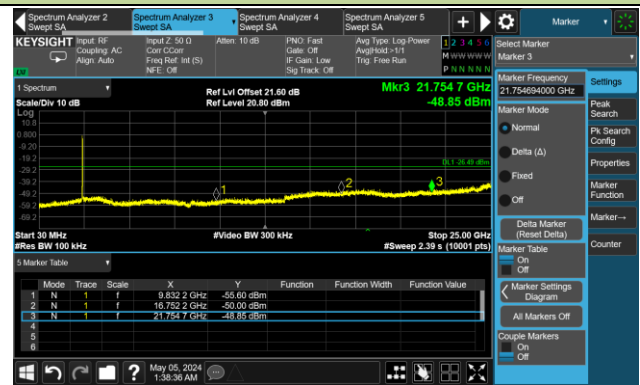 Spectrum Analyzer 2
Swept SA
Spectrum Analyzer 3
Swept SA
Spectrum Analyzer 4
Swept SA
Spectrum Analyzer 5
Swept SA
Marker
KEYSIGHT
Input: RF
Coupling: AC
Align: Auto
Input Z: 50 Ω
Corr CCorr
Freq Ref: Int (S)
NFE: Off
Atten: 10 dB
PNO: Fast
Gate: Off
IF Gain: Low
Sig Track: Off
Avg Type: Log-Power
Avg|Hold:>1/1
Trig: Free Run
1 2 3 4 5 6
M W W W W W
P N N N N N
Select Marker
Marker 3
1 Spectrum
Scale/Div 10 dB
Log
Ref Lvl Offset 21.60 dB
Ref Level 20.80 dBm
Mkr3 21.754 7 GHz
-48.85 dBm
10.8
0.800
-9.20
-19.2
-29.2
-39.2
-49.2
-59.2
-69.2
DL1 -26.49 dBm
1
2
3
Start 30 MHz
#Res BW 100 kHz
#Video BW 300 kHz
Stop 25.00 GHz
#Sweep 2.39 s (10001 pts)
5 Marker Table
Mode Trace Scale X Y Function Function Width Function Value
1 N 1 f 9.832 2 GHz -55.60 dBm
2 N 1 f 16.752 2 GHz -50.00 dBm
3 N 1 f 21.754 7 GHz -48.85 dBm
4
5
6
Marker Frequency
21.754694000 GHz
Marker Mode
Normal
Delta (Δ)
Fixed
Off
Delta Marker
(Reset Delta)
Marker Table
On
Off
Marker Settings
Diagram
All Markers Off
Couple Markers
On
Off
Settings
Peak
Search
Pk Search
Config
Properties
Marker
Function
Marker→
Counter
May 05, 2024
1:38:36 AM